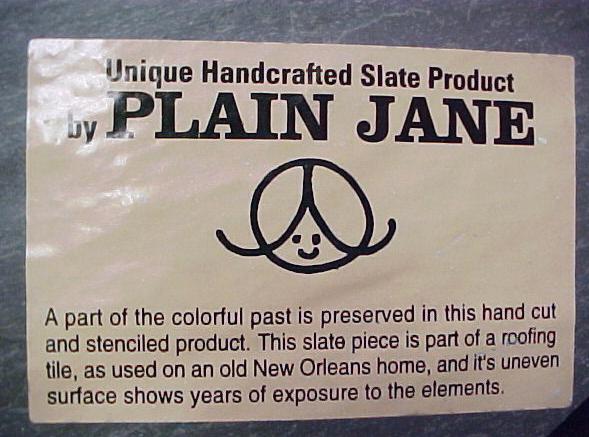 Unique Handcrafted Slate Product
by PLAIN JANE
A part of the colorful past is preserved in this hand cut
and stenciled product. This slate piece is part of a roofing
tile, as used on an old New Orleans home, and it's uneven
surface shows years of exposure to the elements.